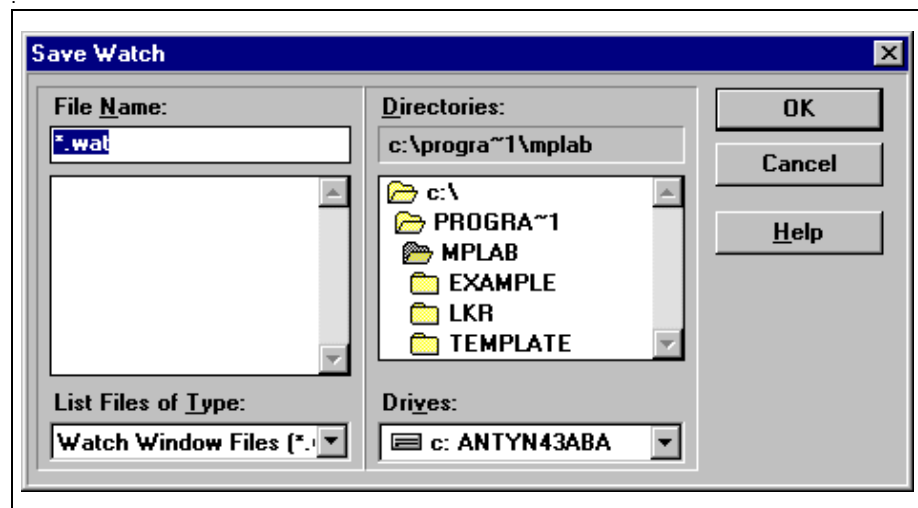 Save Watch
File Name:
*.wat
List Files of Type:
Watch Window Files (*.
Directories:
c:\progra~1\mplab
c:\
PROGRA~1
MPLAB
EXAMPLE
LKR
TEMPLATE
Drives:
c: ANTYN43ABA
OK
Cancel
Help